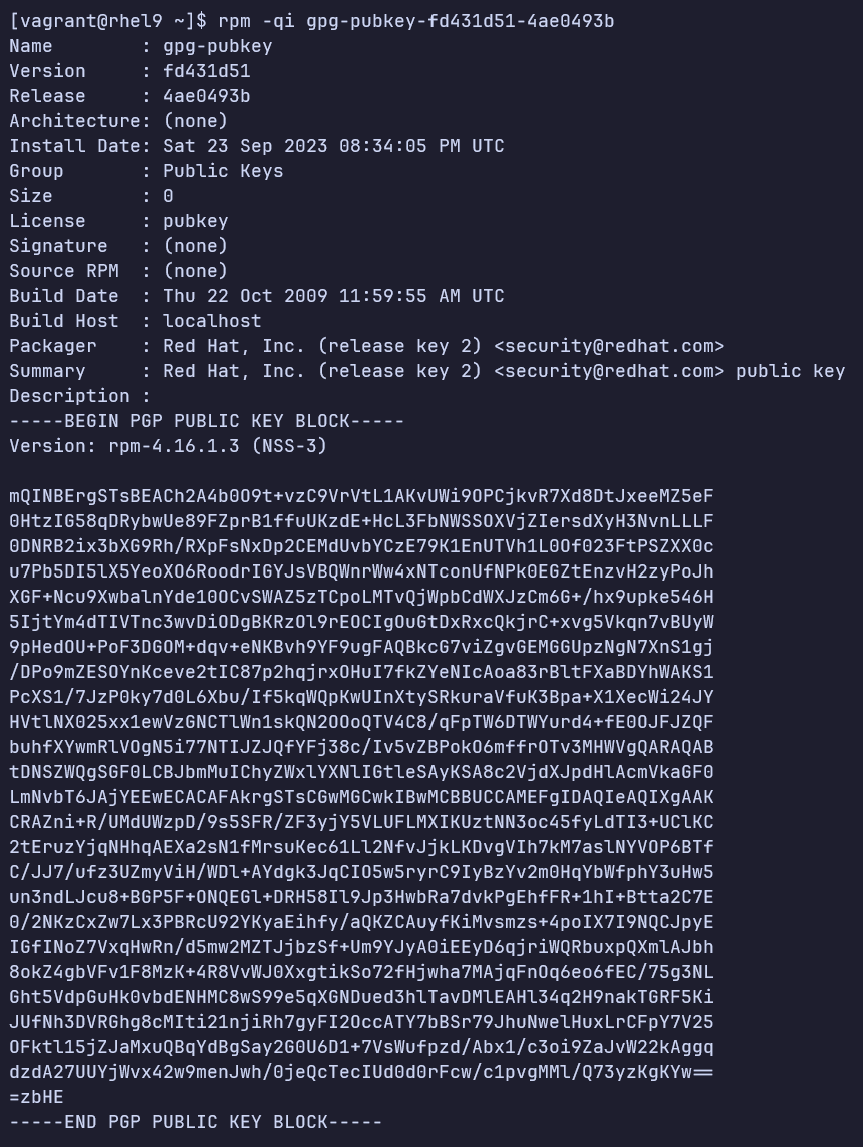 [vagrant@rhel9 ~]$ rpm -qi gpg-pubkey-fd431d51-4ae0493b
Name        : gpg-pubkey
Version     : fd431d51
Release     : 4ae0493b
Architecture: (none)
Install Date: Sat 23 Sep 2023 08:34:05 PM UTC
Group       : Public Keys
Size        : 0
License     : pubkey
Signature   : (none)
Source RPM  : (none)
Build Date  : Thu 22 Oct 2009 11:59:55 AM UTC
Build Host  : localhost
Packager    : Red Hat, Inc. (release key 2) <security@redhat.com>
Summary     : Red Hat, Inc. (release key 2) <security@redhat.com> public key
Description :
-----BEGIN PGP PUBLIC KEY BLOCK-----
Version: rpm-4.16.1.3 (NSS-3)

mQINBErgSTsBEACh2A4b0O9t+vzC9VrVtL1AKvUWi9OPCjkvR7Xd8DtJxeeMZ5eF
0HtzIG58qDRybwUe89FZprB1ffuUKzdE+HcL3FbNWSSOXVjZIersdXyH3NvnLLLF
0DNRB2ix3bXG9Rh/RXpFsNxDp2CEMdUvbYCzE79K1EnUTVh1L0Of023FtPSZXX0c
u7Pb5DI5lX5YeoXO6RoodrIGYJsVBQWnrWw4xNTconUfNPk0EGZtEnzvH2zyPoJh
XGF+Ncu9XwbalnYde10OCvSWAZ5zTCpoLMTvQjWpbCdWXJzCm6G+/hx9upke546H
5IjtYm4dTIVTnc3wvDiODgBKRzOl9rEOCIgOuGtDxRxcQkjrC+xvg5Vkqn7vBUyW
9pHedOU+PoF3DGOM+dqv+eNKBvh9YF9ugFAQBkcG7viZgvGEMGGUpzNgN7XnS1gj
/DPo9mZESOYnKceve2tIC87p2hqjrxOHuI7fkZYeNIcAoa83rBltFXaBDYhWAKS1
PcXS1/7JzP0ky7d0L6Xbu/If5kqWQpKwUInXtySRkuraVfuK3Bpa+X1XecWi24JY
HVtlNX025xx1ewVzGNCTlWn1skQN2OOoQTV4C8/qFpTW6DTWYurd4+fE0OJFJZQF
buhfXYwmRlVOgN5i77NTIJZJQfYFj38c/Iv5vZBPokO6mffrOTv3MHWVgQARAQAB
tDNSZWQgSGF0LCBJbmMuIChyZWxlYXNlIGtleSAyKSA8c2VjdXJpdHlAcmVkaGF0
LmNvbT6JAjYEEwECACAFAkrgSTsCGwMGCwkIBwMCBBUCCAMEFgIDAQIeAQIXgAAK
CRAZni+R/UMdUWzpD/9s5SFR/ZF3yjY5VLUFLMXIKUztNN3oc45fyLdTI3+UClKC
2tEruzYjqNHhqAEXa2sN1fMrsuKec61Ll2NfvJjkLKDvgVIh7kM7aslNYVOP6BTf
C/JJ7/ufz3UZmyViH/WDl+AYdgk3JqCIO5w5ryrC9IyBzYv2m0HqYbWfphY3uHw5
un3ndLJcu8+BGP5F+ONQEGl+DRH58Il9Jp3HwbRa7dvkPgEhfFR+1hI+Btta2C7E
0/2NKzCxZw7Lx3PBRcU92YKyaEihfy/aQKZCAuyfKiMvsmzs+4poIX7I9NQCJpyE
IGfINoZ7VxqHwRn/d5mw2MZTJjbzSf+Um9YJyA0iEEyD6qjriWQRbuxpQXmlAJbh
8okZ4gbVFv1F8MzK+4R8VvWJ0XxgtikSo72fHjwha7MAjqFnOq6eo6fEC/75g3NL
Ght5VdpGuHk0vbdENHMC8wS99e5qXGNDued3hlTavDMlEAHl34q2H9nakTGRF5Ki
JUfNh3DVRGhg8cMIti21njiRh7gyFI2OccATY7bBSr79JhuNwelHuxLrCFpY7V25
OFktl15jZJaMxuQBqYdBgSay2G0U6D1+7VsWufpzd/Abx1/c3oi9ZaJvW22kAggq
dzdA27UUYjWvx42w9menJwh/0jeQcTecIUd0d0rFcw/c1pvgMMl/Q73yzKgKYw==
=zbHE
-----END PGP PUBLIC KEY BLOCK-----